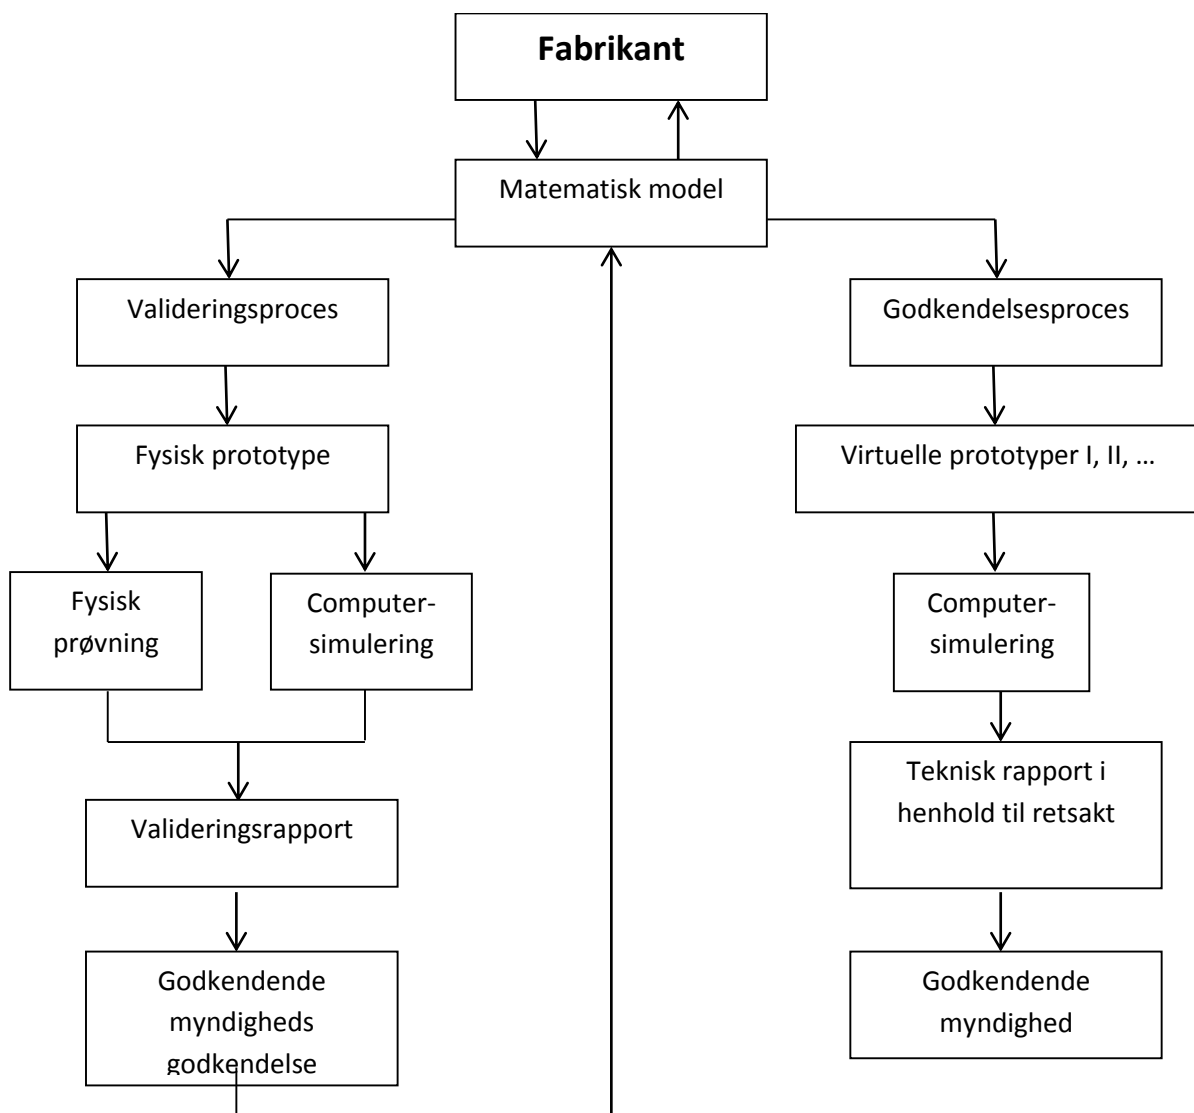 Fabrikant
Matematisk model
Valideringsproces
Godkendelsesproces
Fysisk prototype
Virtuelle prototyper I, II, ...
Fysisk
prøvning
Computer-
simulering
Computer-
simulering
Teknisk rapport i
henhold til retsakt
Valideringsrapport
Godkendende
myndigheds
godkendelse
Godkendende
myndighed